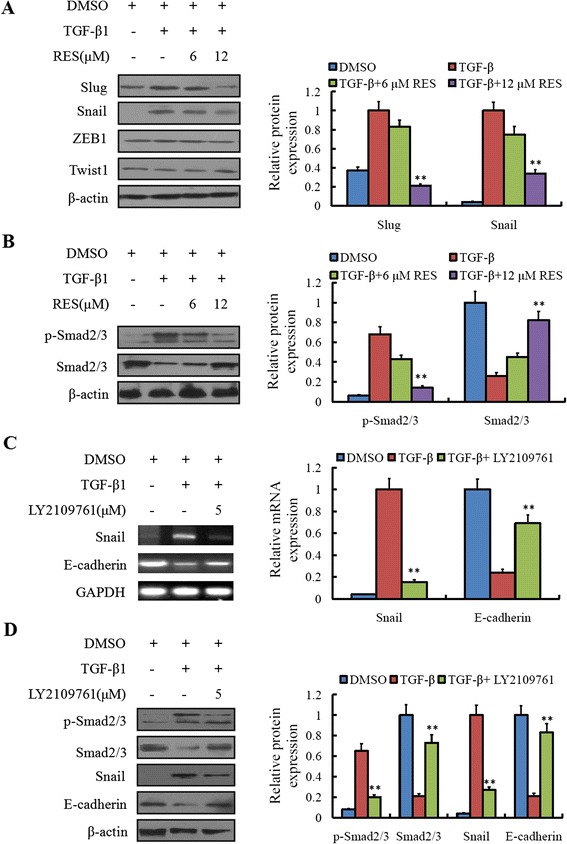 A
DMSO + + + +
TGF-β1 - + + +
RES(μM) - - 6 12
Slug
Snail
ZEB1
Twist1
β-actin
DMSO TGF-β
TGF-β+6 μM RES TGF-β+12 μM RES
Relative protein
expression
1.2
1
0.8
0.6
0.4
0.2
0
** **
Slug Snail
B
DMSO + + + +
TGF-β1 - + + +
RES(μM) - - 6 12
p-Smad2/3
Smad2/3
β-actin
DMSO TGF-β
TGF-β+6 μM RES TGF-β+12 μM RES
Relative protein
expression
1.2
1
0.8
0.6
0.4
0.2
0
** **
p-Smad2/3 Smad2/3
C
DMSO + + +
TGF-β1 - + +
LY2109761(μM) - - 5
Snail
E-cadherin
GAPDH
DMSO TGF-β TGF-β+ LY2109761
Relative mRNA
expression
1.2
1
0.8
0.6
0.4
0.2
0
** **
Snail E-cadherin
D
DMSO + + +
TGF-β1 - + +
LY2109761(μM) - - 5
p-Smad2/3
Smad2/3
Snail
E-cadherin
β-actin
DMSO TGF-β TGF-β+ LY2109761
Relative protein
expression
1.2
1
0.8
0.6
0.4
0.2
0
** ** ** **
p-Smad2/3 Smad2/3 Snail E-cadherin